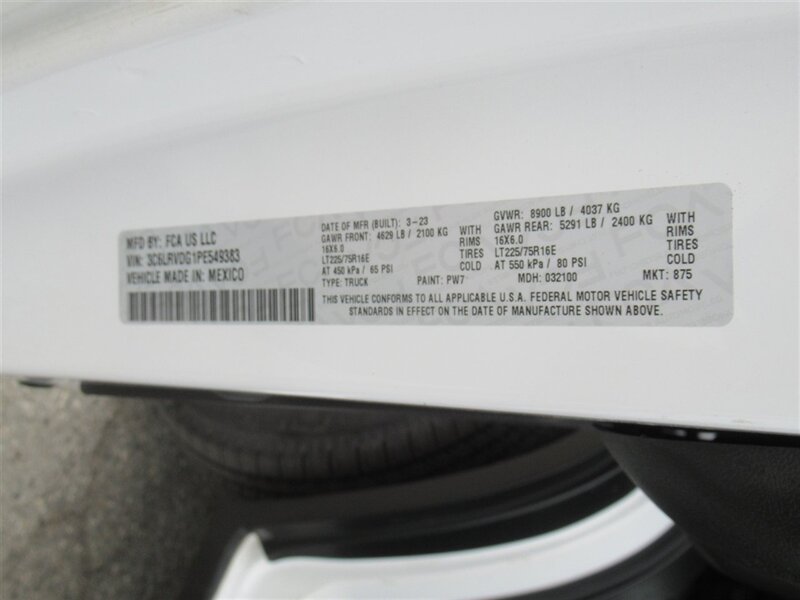 MFD BY: FCA US LLC
VIN: 3C6LRVDG1PE549383
VEHICLE MADE IN: MEXICO
DATE OF MFR (BUILT): 3-23
GAWR FRONT: 4629 LB / 2100 KG WITH
16X6.0 RIMS
LT225/75R16E TIRES
AT 450 kPa / 65 PSI COLD
GVWR: 8900 LB / 4037 KG
GAWR REAR: 5291 LB / 2400 KG WITH
16X6.0 RIMS
LT225/75R16E TIRES
AT 550 kPa / 80 PSI COLD
TYPE: TRUCK PAINT: PW7 MDH: 032100 MKT: 875
THIS VEHICLE CONFORMS TO ALL APPLICABLE U.S.A. FEDERAL MOTOR VEHICLE SAFETY
STANDARDS IN EFFECT ON THE DATE OF MANUFACTURE SHOWN ABOVE.